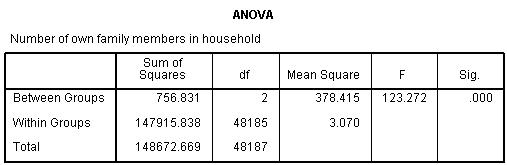 ANOVA
Number of own family members in household
Sum of Squares df Mean Square F Sig.
Between Groups 756.831 2 378.415 123.272 .000
Within Groups 147915.838 48185 3.070
Total 148672.669 48187